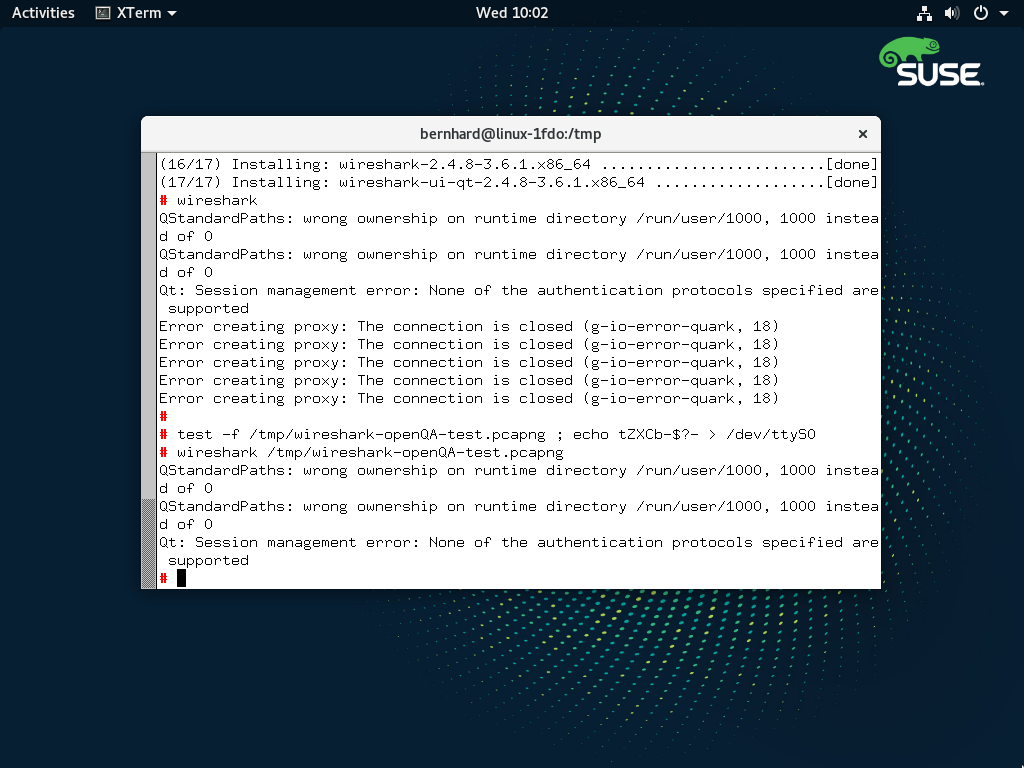 Activities XTerm Wed 10:02
SUSE
bernhard@linux-1fdo:/tmp ×
(16/17) Installing: wireshark-2.4.8-3.6.1.x86_64 .........................[done]
(17/17) Installing: wireshark-ui-qt-2.4.8-3.6.1.x86_64 ...................[done]
# wireshark
QStandardPaths: wrong ownership on runtime directory /run/user/1000, 1000 instea
d of 0
QStandardPaths: wrong ownership on runtime directory /run/user/1000, 1000 instea
d of 0
Qt: Session management error: None of the authentication protocols specified are
 supported
Error creating proxy: The connection is closed (g-io-error-quark, 18)
Error creating proxy: The connection is closed (g-io-error-quark, 18)
Error creating proxy: The connection is closed (g-io-error-quark, 18)
Error creating proxy: The connection is closed (g-io-error-quark, 18)
Error creating proxy: The connection is closed (g-io-error-quark, 18)
#
# test -f /tmp/wireshark-openQA-test.pcapng ; echo tZXCb-$?- > /dev/ttyS0
# wireshark /tmp/wireshark-openQA-test.pcapng
QStandardPaths: wrong ownership on runtime directory /run/user/1000, 1000 instea
d of 0
QStandardPaths: wrong ownership on runtime directory /run/user/1000, 1000 instea
d of 0
Qt: Session management error: None of the authentication protocols specified are
 supported
#